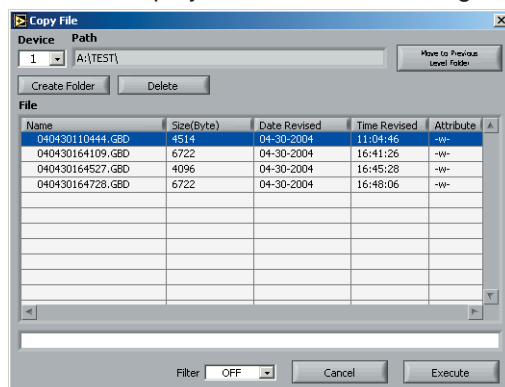 Copy File
Device Path
1 A:\TEST\ Move to Previous Level Folder
Create Folder Delete
File
Name Size(Byte) Date Revised Time Revised Attribute
040430110444.GBD 4514 04-30-2004 11:04:46 -w-
040430164109.GBD 6722 04-30-2004 16:41:26 -w-
040430164527.GBD 4096 04-30-2004 16:45:28 -w-
040430164728.GBD 6722 04-30-2004 16:48:06 -w-
Filter OFF Cancel Execute